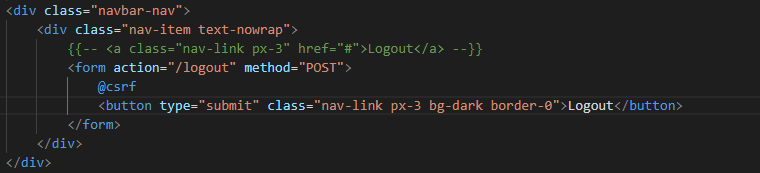 <div class="navbar-nav">
    <div class="nav-item text-nowrap">
        {{-- <a class="nav-link px-3" href="#">Logout</a> --}}
        <form action="/logout" method="POST">
            @csrf
            <button type="submit" class="nav-link px-3 bg-dark border-0">Logout</button>
        </form>
    </div>
</div>